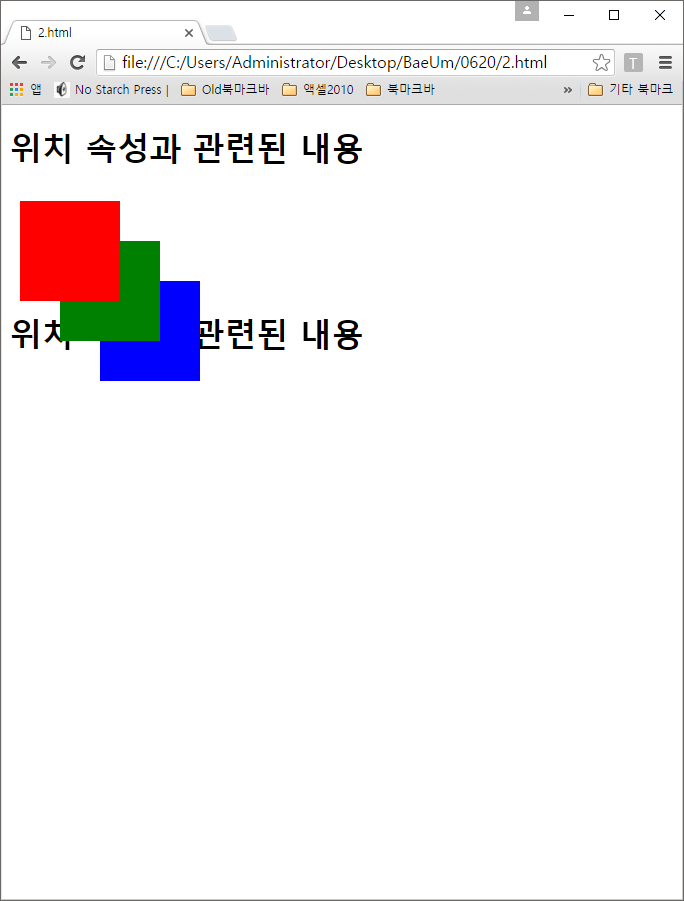 2.html
file:///C:/Users/Administrator/Desktop/BaeUm/0620/2.html
T
앱 No Starch Press | Old북마크바 액셀2010 북마크바 » 기타 북마크
위치 속성과 관련된 내용
위치 관련된 내용